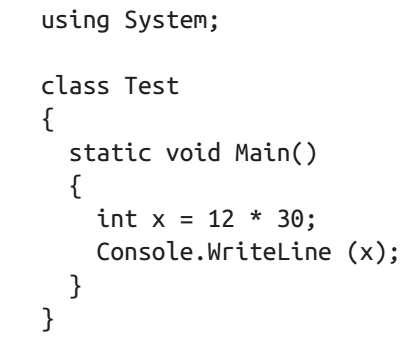 using System;

class Test
{
  static void Main()
  {
    int x = 12 * 30;
    Console.WriteLine (x);
  }
}